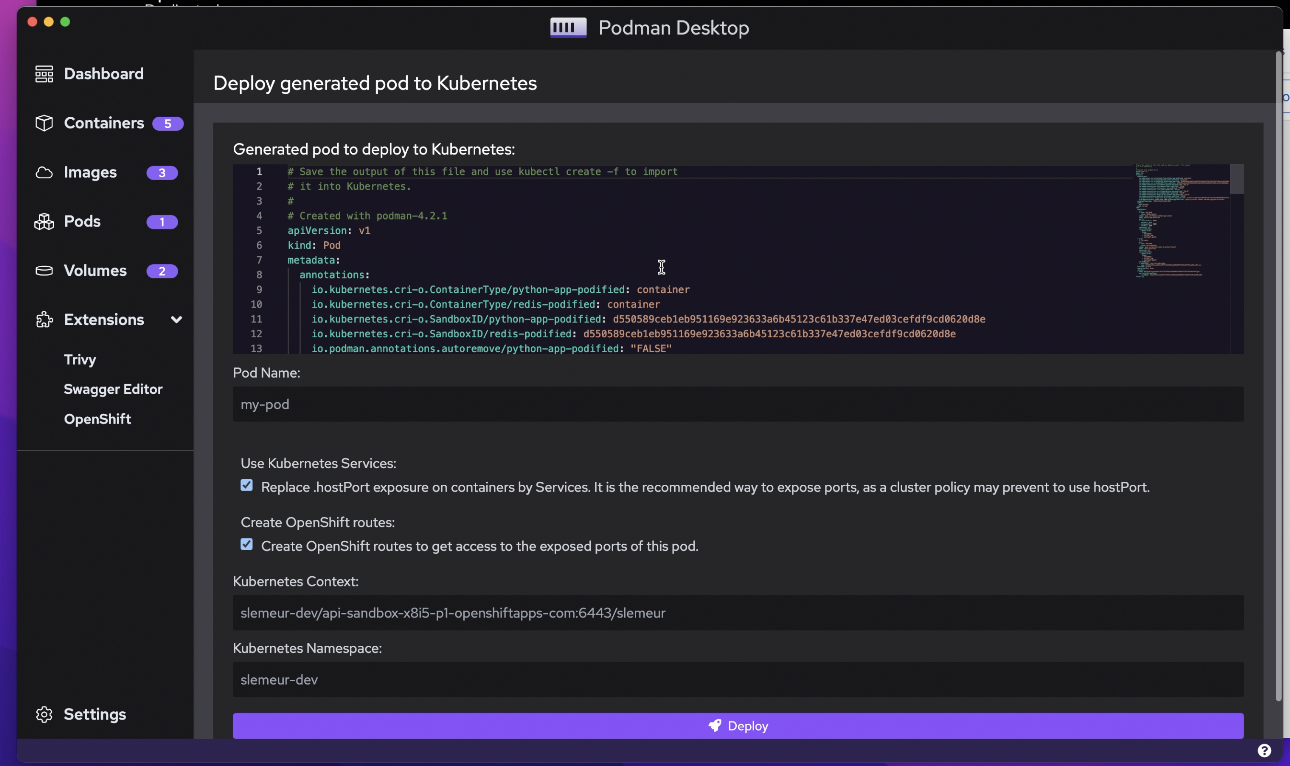 Podman Desktop
Dashboard
Containers 5
Images 3
Pods 1
Volumes 2
Extensions
Trivy
Swagger Editor
OpenShift
Settings
Deploy generated pod to Kubernetes
Generated pod to deploy to Kubernetes:
1 # Save the output of this file and use kubectl create -f to import
2 # it into Kubernetes.
3 #
4 # Created with podman-4.2.1
5 apiVersion: v1
6 kind: Pod
7 metadata:
8 annotations:
9 io.kubernetes.cri-o.ContainerType/python-app-podified: container
10 io.kubernetes.cri-o.ContainerType/redis-podified: container
11 io.kubernetes.cri-o.SandboxID/python-app-podified: d550589ceb1eb951169e923633a6b45123c61b337e47ed03cefdf9cd0620d8e
12 io.kubernetes.cri-o.SandboxID/redis-podified: d550589ceb1eb951169e923633a6b45123c61b337e47ed03cefdf9cd0620d8e
13 io.podman.annotations.autoremove/python-app-podified: "FALSE"
Pod Name:
my-pod
Use Kubernetes Services:
Replace .hostPort exposure on containers by Services. It is the recommended way to expose ports, as a cluster policy may prevent to use hostPort.
Create OpenShift routes:
Create OpenShift routes to get access to the exposed ports of this pod.
Kubernetes Context:
slemeur-dev/api-sandbox-x8i5-p1-openshiftapps-com:6443/slemeur
Kubernetes Namespace:
slemeur-dev
Deploy
?